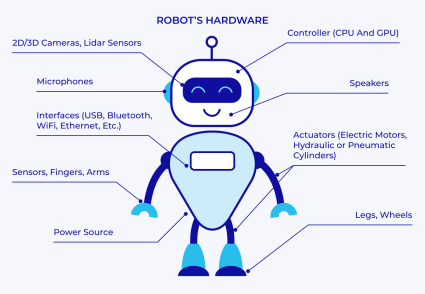 ROBOT'S HARDWARE
Controller (CPU And GPU)
2D/3D Cameras, Lidar Sensors
Microphones
Speakers
Interfaces (USB, Bluetooth,
WiFi, Ethernet, Etc.)
Actuators (Electric Motors,
Hydraulic or Pneumatic
Cylinders)
Sensors, Fingers, Arms
Legs, Wheels
Power Source